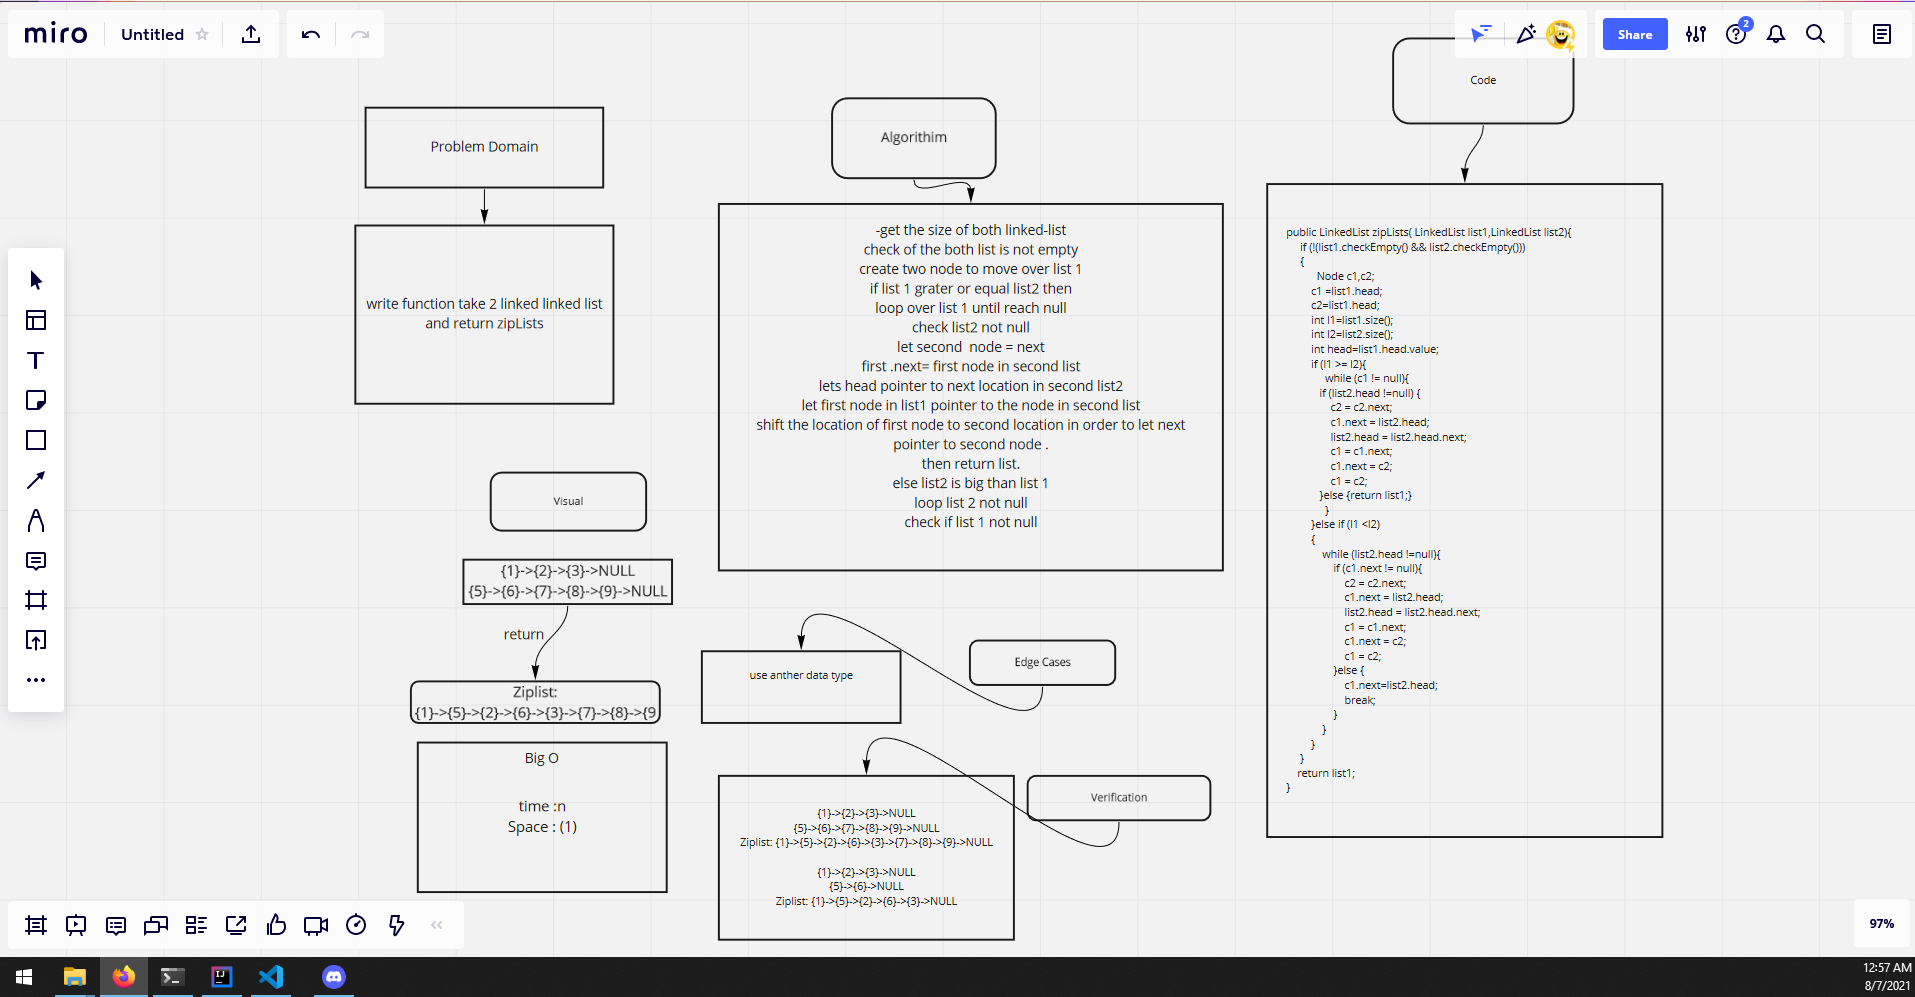 miro
Untitled
Share
2
Problem Domain
write function take 2 linked linked list
and return zipLists
Visual
{1}->{2}->{3}->NULL
{5}->{6}->{7}->{8}->{9}->NULL
return
Ziplist:
{1}->{5}->{2}->{6}->{3}->{7}->{8}->{9
Big O
time :n
Space : (1)
Algorithim
-get the size of both linked-list
check of the both list is not empty
create two node to move over list 1
if list 1 grater or equal list2 then
loop over list 1 until reach null
check list2 not null
let second  node = next
first .next= first node in second list
lets head pointer to next location in second list2
let first node in list1 pointer to the node in second list
shift the location of first node to second location in order to let next
pointer to second node .
then return list.
else list2 is big than list 1
loop list 2 not null
check if list 1 not null
Edge Cases
use anther data type
Verification
{1}->{2}->{3}->NULL
{5}->{6}->{7}->{8}->{9}->NULL
Ziplist: {1}->{5}->{2}->{6}->{3}->{7}->{8}->{9}->NULL
{1}->{2}->{3}->NULL
{5}->{6}->NULL
Ziplist: {1}->{5}->{2}->{6}->{3}->NULL
Code
public LinkedList zipLists( LinkedList list1,LinkedList list2){
if (!(list1.checkEmpty() && list2.checkEmpty()))
{
Node c1,c2;
c1 =list1.head;
c2=list1.head;
int l1=list1.size();
int l2=list2.size();
int head=list1.head.value;
if (l1 >= l2){
while (c1 != null){
if (list2.head !=null) {
c2 = c2.next;
c1.next = list2.head;
list2.head = list2.head.next;
c1 = c1.next;
c1.next = c2;
c1 = c2;
}else {return list1;}
}
}else if (l1 <l2)
{
while (list2.head !=null){
if (c1.next != null){
c2 = c2.next;
c1.next = list2.head;
list2.head = list2.head.next;
c1 = c1.next;
c1.next = c2;
c1 = c2;
}else {
c1.next=list2.head;
break;
}
}
}
}
return list1;
}
97%
12:57 AM
8/7/2021